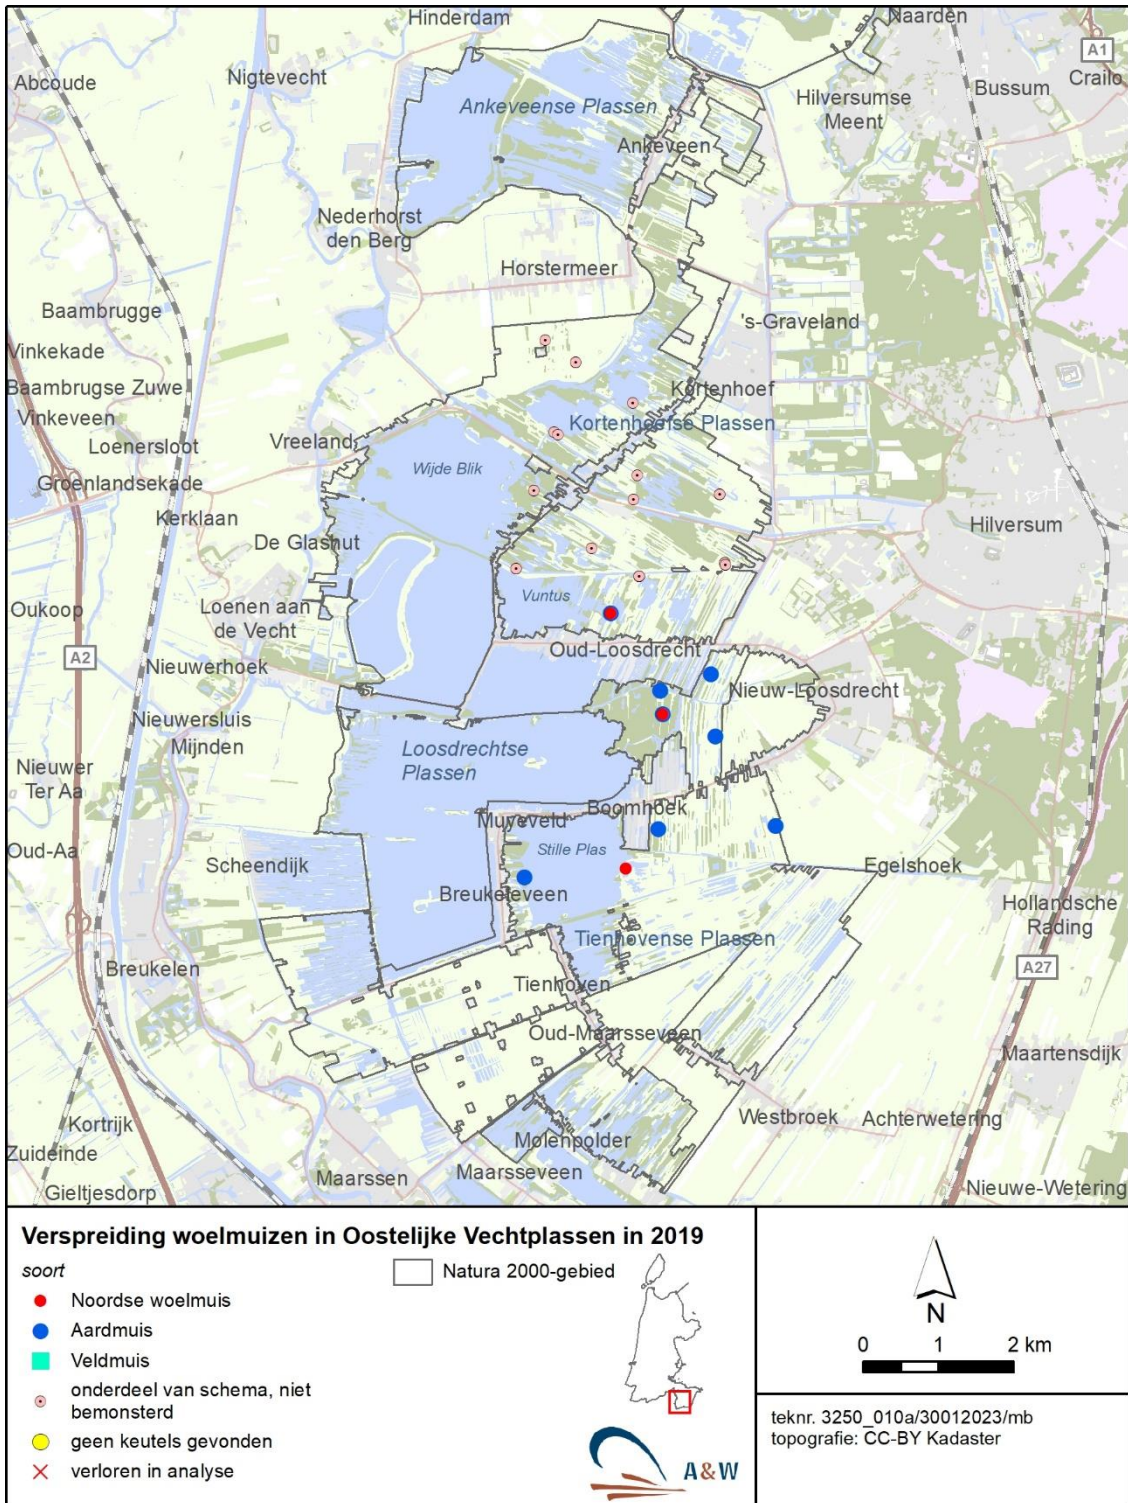 Hinderdam
Naarden
A1
Crailo
Abcoude
Nigtevecht
Bussum
Hilversumse
Meent
Ankeveense Plassen
Ankeveen
Nederhorst
den Berg
Horstermeer
Baambrugge
's-Graveland
Vinkekade
Baambrugse Zuwe
Kortenhoef
Vinkeveen
Kortenhoefse Plassen
Loenersloot
Vreeland
Wijde Blik
Groenlandsekade
Kerklaan
Hilversum
De Glashut
Vuntus
Oukoop
Loenen aan
de Vecht
A2
Oud-Loosdrecht
Nieuwerhoek
Nieuw-Loosdrecht
Nieuwersluis
Mijnden
Loosdrechtse
Plassen
Nieuwer
Ter Aa
Boomhoek
Muyeveld
Oud-Aa
Stille Plas
Scheendijk
Egelshoek
Breukeleveen
Hollandsche
Rading
Tienhovense Plassen
Breukelen
A27
Tienhoven
Oud-Maarsseveen
Maartensdijk
Kortrijk
Westbroek
Achterwetering
Zuideinde
Molenpolder
Maarssen
Maarsseveen
Gieltjesdorp
Nieuwe-Wetering
Verspreiding woelmuizen in Oostelijke Vechtplassen in 2019
soort
Natura 2000-gebied
Noordse woelmuis
Aardmuis
Veldmuis
onderdeel van schema, niet
bemonsterd
geen keutels gevonden
verloren in analyse
A&W
N
0 1 2 km
teknr. 3250_010a/30012023/mb
topografie: CC-BY Kadaster